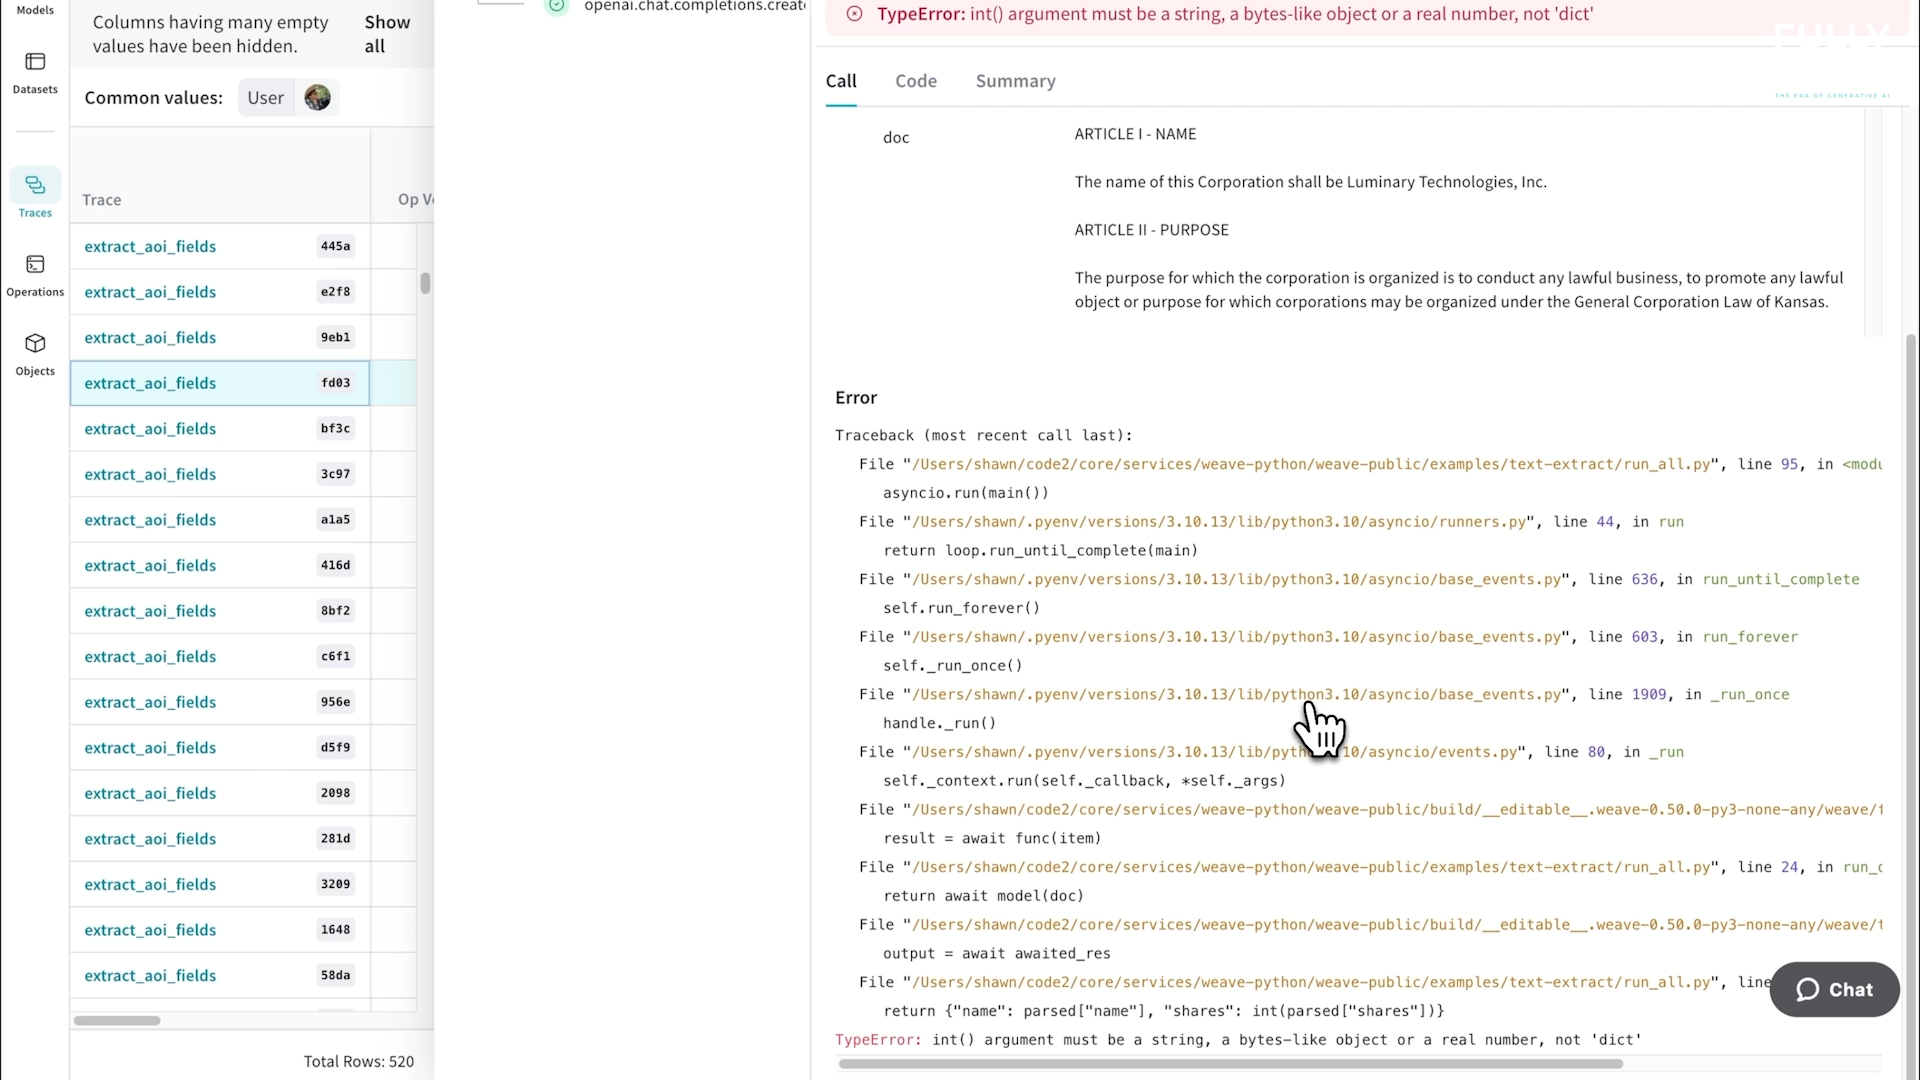 Models
Datasets
Traces
Operations
Objects
Columns having many empty
values have been hidden.
Show
all
Common values:
User
Trace
Op V
extract_aoi_fields 445a
extract_aoi_fields e2f8
extract_aoi_fields 9eb1
extract_aoi_fields fd03
extract_aoi_fields bf3c
extract_aoi_fields 3c97
extract_aoi_fields a1a5
extract_aoi_fields 416d
extract_aoi_fields 8bf2
extract_aoi_fields c6f1
extract_aoi_fields 956e
extract_aoi_fields d5f9
extract_aoi_fields 2098
extract_aoi_fields 281d
extract_aoi_fields 3209
extract_aoi_fields 1648
extract_aoi_fields 58da
Total Rows: 520
openai.chat.completions.create
TypeError: int() argument must be a string, a bytes-like object or a real number, not 'dict'
FULLY
THE ERA OF GENERATIVE AI
Call Code Summary
doc
ARTICLE I - NAME
The name of this Corporation shall be Luminary Technologies, Inc.
ARTICLE II - PURPOSE
The purpose for which the corporation is organized is to conduct any lawful business, to promote any lawful
object or purpose for which corporations may be organized under the General Corporation Law of Kansas.
Error
Traceback (most recent call last):
File "/Users/shawn/code2/core/services/weave-python/weave-public/examples/text-extract/run_all.py", line 95, in <modu
asyncio.run(main())
File "/Users/shawn/.pyenv/versions/3.10.13/lib/python3.10/asyncio/runners.py", line 44, in run
return loop.run_until_complete(main)
File "/Users/shawn/.pyenv/versions/3.10.13/lib/python3.10/asyncio/base_events.py", line 636, in run_until_complete
self.run_forever()
File "/Users/shawn/.pyenv/versions/3.10.13/lib/python3.10/asyncio/base_events.py", line 603, in run_forever
self._run_once()
File "/Users/shawn/.pyenv/versions/3.10.13/lib/python3.10/asyncio/base_events.py", line 1909, in _run_once
handle._run()
File "/Users/shawn/.pyenv/versions/3.10.13/lib/python3.10/asyncio/events.py", line 80, in _run
self._context.run(self._callback, *self._args)
File "/Users/shawn/code2/core/services/weave-python/weave-public/build/__editable__.weave-0.50.0-py3-none-any/weave/
result = await func(item)
File "/Users/shawn/code2/core/services/weave-python/weave-public/examples/text-extract/run_all.py", line 24, in run_
return await model(doc)
File "/Users/shawn/code2/core/services/weave-python/weave-public/build/__editable__.weave-0.50.0-py3-none-any/weave/
output = await awaited_res
File "/Users/shawn/code2/core/services/weave-python/weave-public/examples/text-extract/run_all.py", line
return {"name": parsed["name"], "shares": int(parsed["shares"])}
TypeError: int() argument must be a string, a bytes-like object or a real number, not 'dict'
Chat